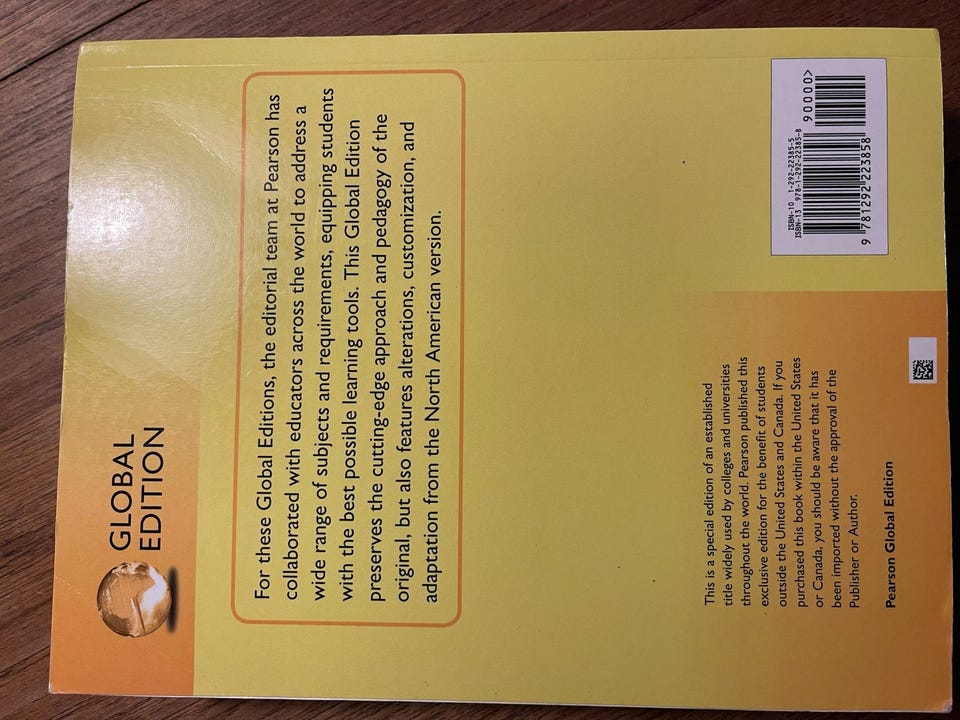 GLOBAL
EDITION
For these Global Editions, the editorial team at Pearson has
collaborated with educators across the world to address a
wide range of subjects and requirements, equipping students
with the best possible learning tools. This Global Edition
preserves the cutting-edge approach and pedagogy of the
original, but also features alterations, customization, and
adaptation from the North American version.
This is a special edition of an established
title widely used by colleges and universities
throughout the world. Pearson published this
exclusive edition for the benefit of students
outside the United States and Canada. If you
purchased this book within the United States
or Canada, you should be aware that it has
been imported without the approval of the
Publisher or Author.
Pearson Global Edition
ISBN-10 1-292-22385-5
ISBN-13 978-1-292-22385-8
90000>
9 781292 223858